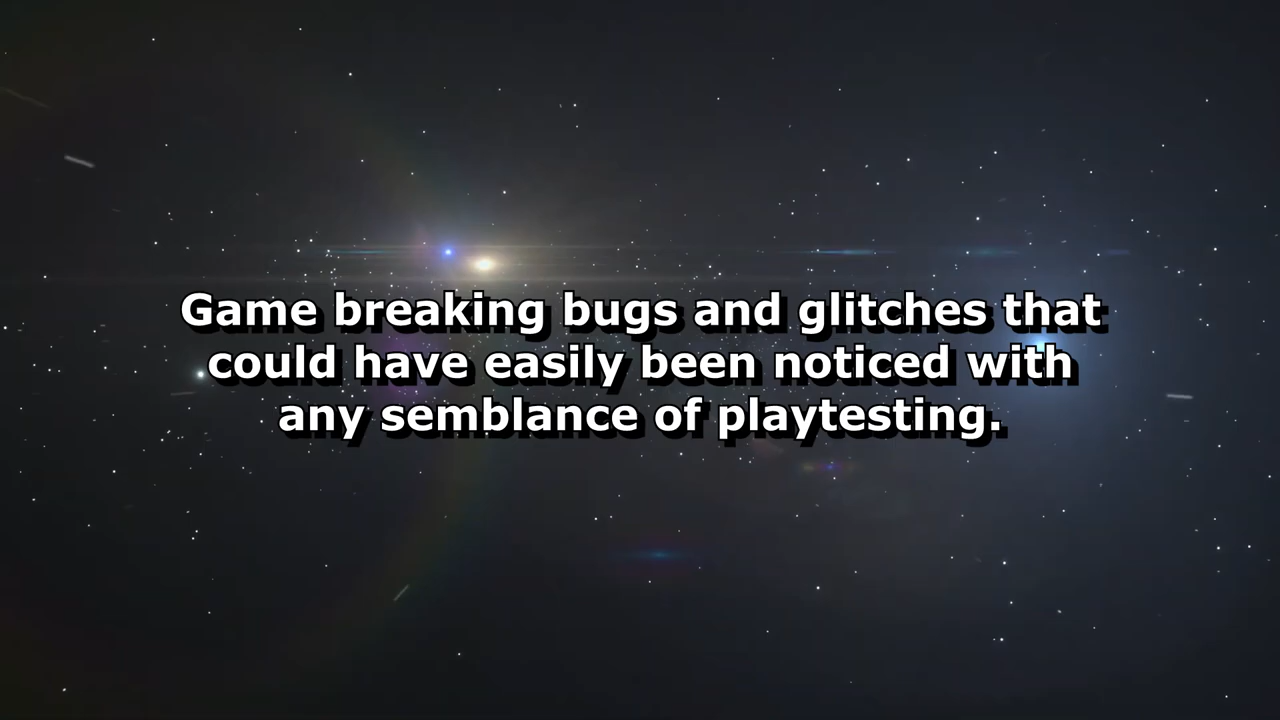 Game breaking bugs and glitches that
could have easily been noticed with
any semblance of playtesting.